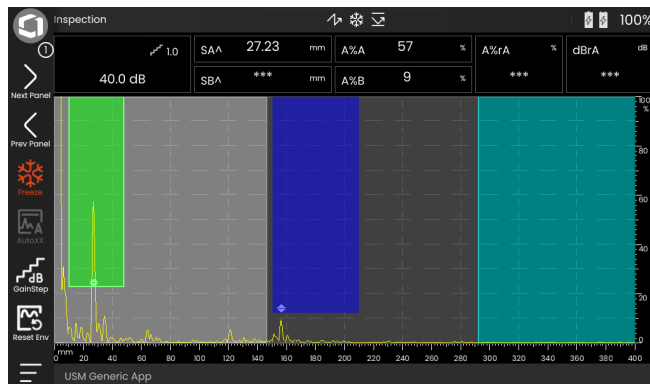 Inspection
100%
1
1.0
40.0 dB
SA^ 27.23 mm
SB^ *** mm
A%A 57 %
A%B 9 %
A%rA %
***
dBrA dB
***
Next Panel
Prev Panel
Freeze
AutoXX
dB
GainStep
Reset Env
100
%
80
60
40
20
0
mm
0 20 40 60 80 100 120 140 160 180 200 220 240 260 280 300 320 340 360 380 400
USM Generic App